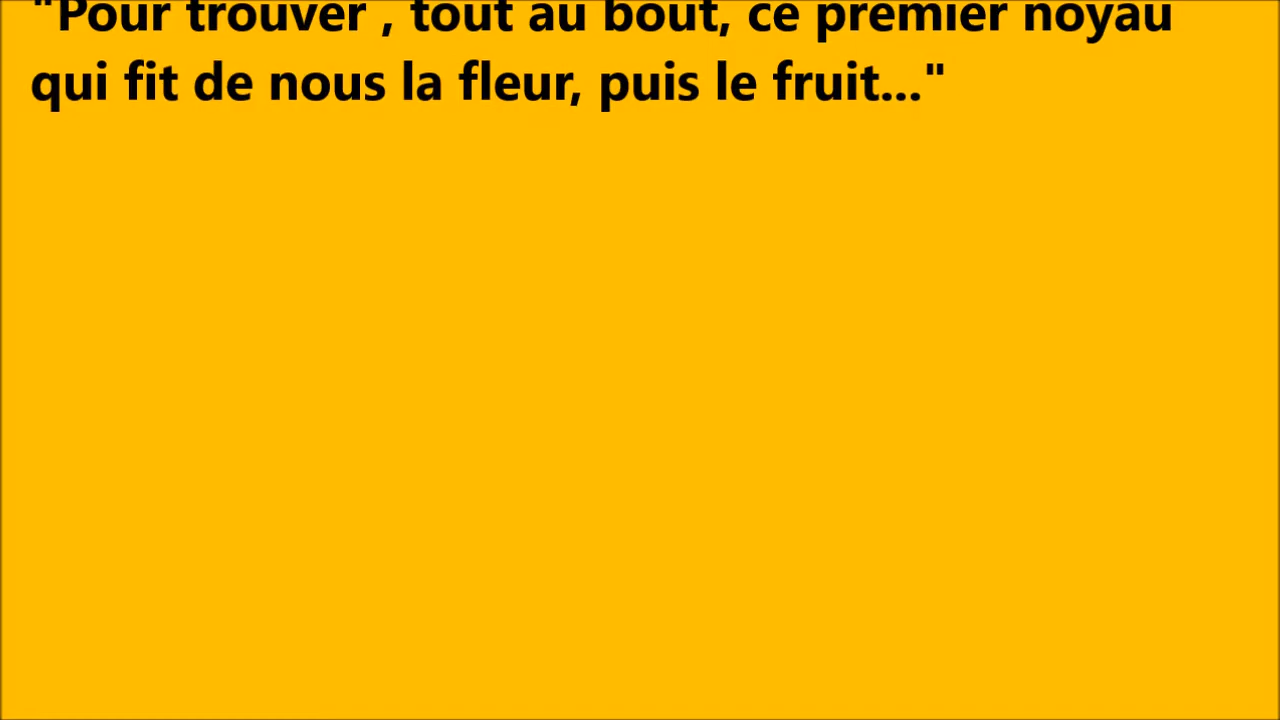 "Pour trouver , tout au bout, ce premier noyau
qui fit de nous la fleur, puis le fruit..."